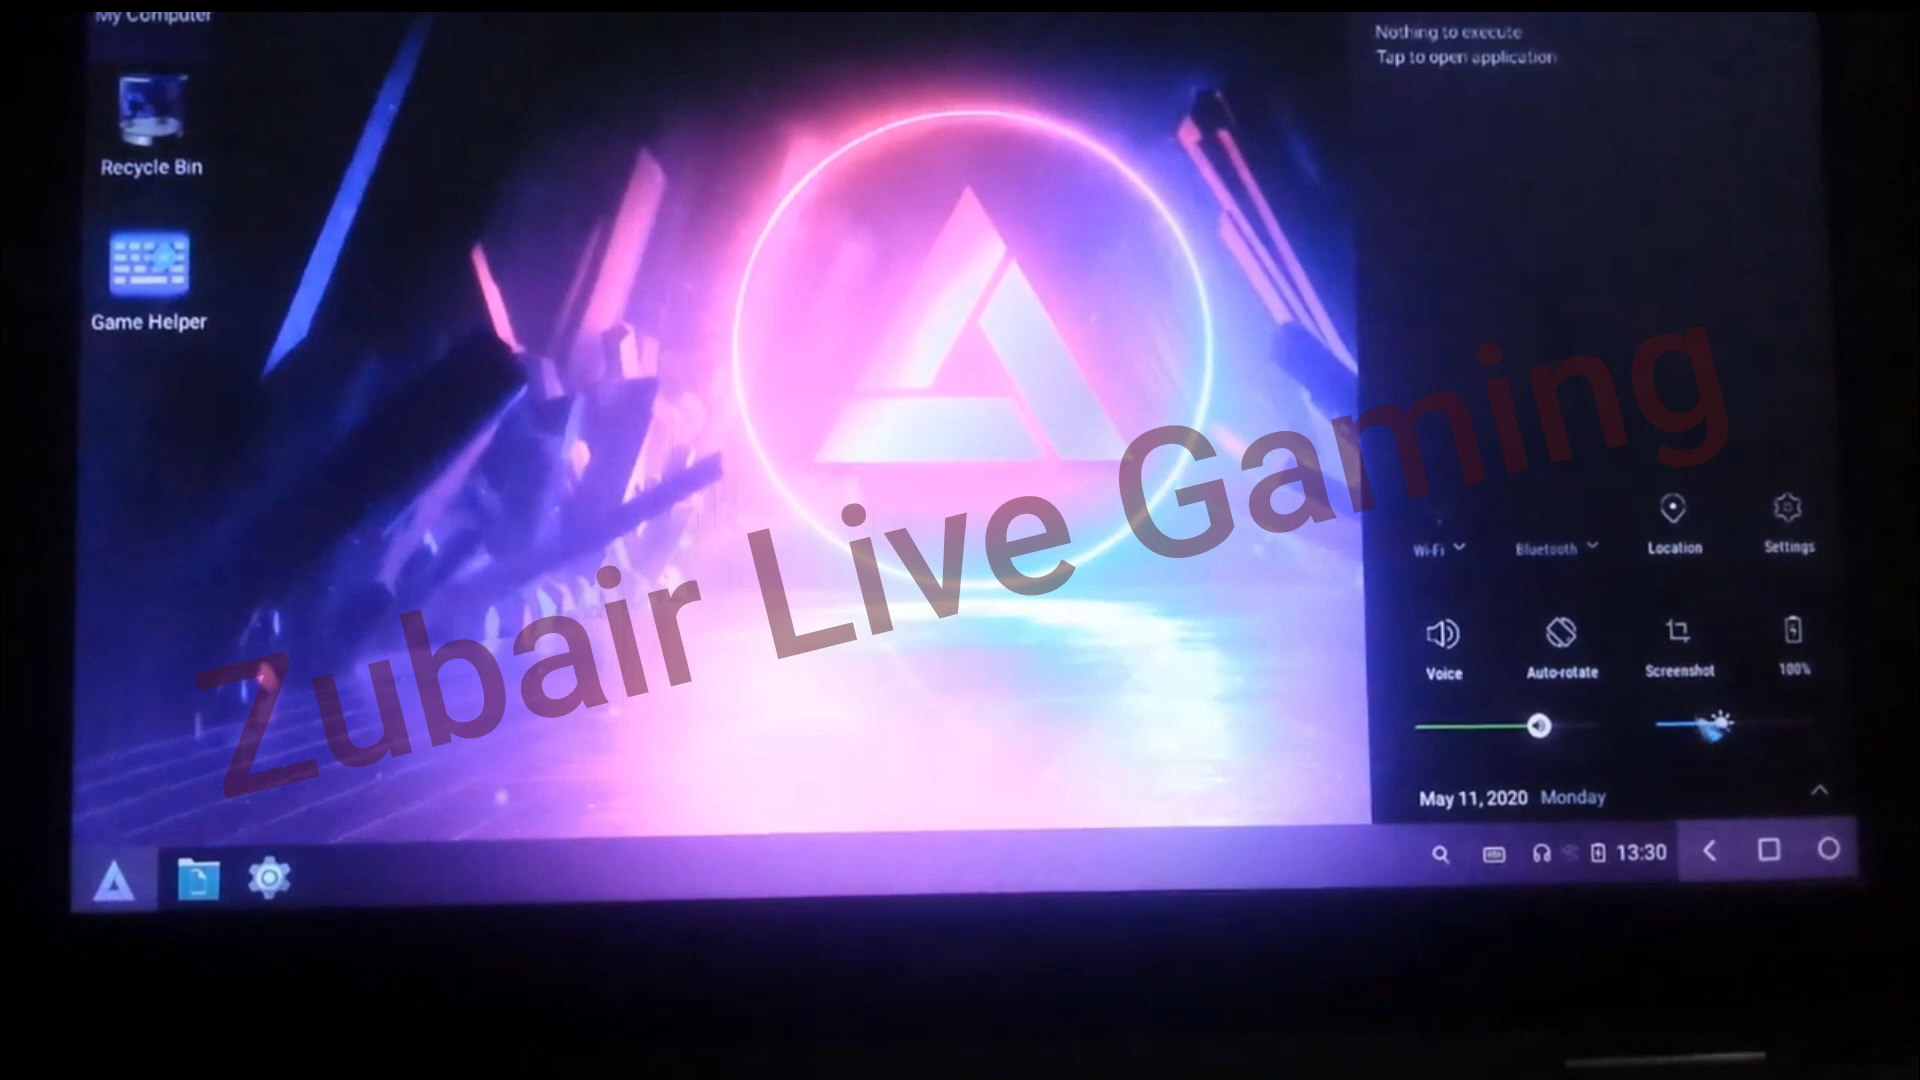 My Computer
Nothing to execute
Tap to open application
Recycle Bin
Game Helper
Zubair Live Gaming
Wi-Fi
Bluetooth
Location
Settings
Voice
Auto-rotate
Screenshot
100%
May 11, 2020 Monday
13:30